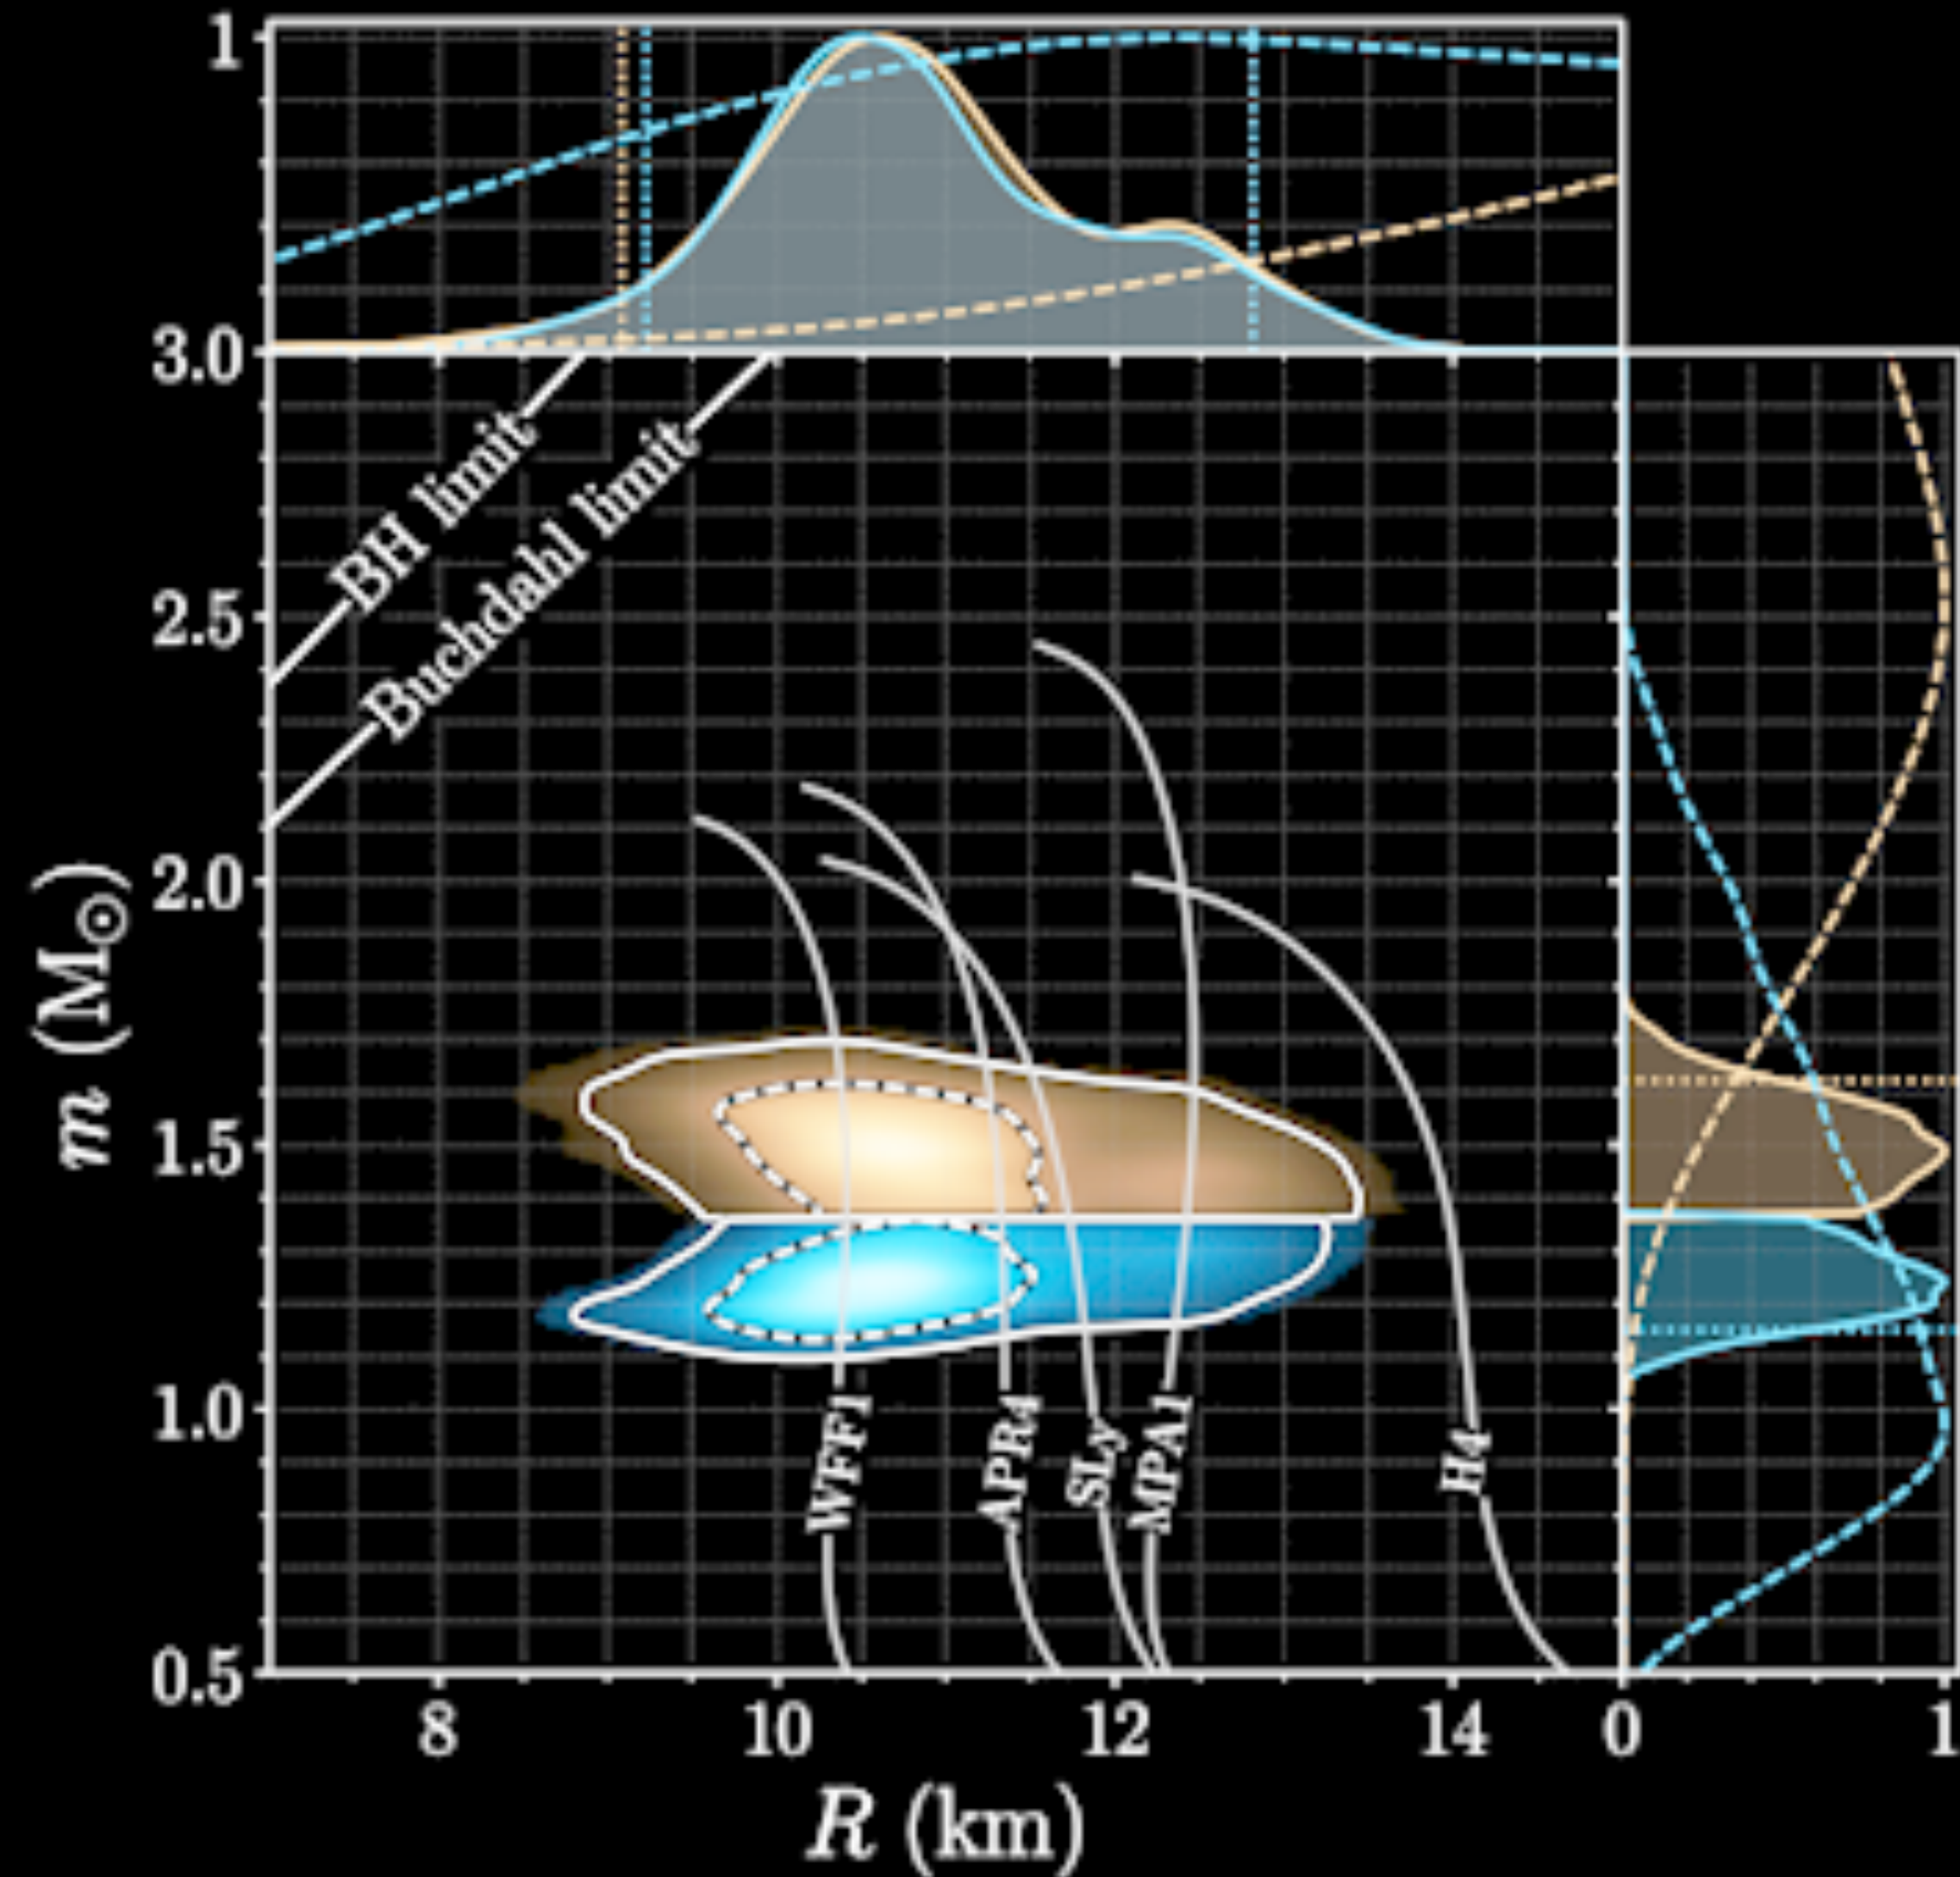 1
3.0
BH limit
Buchdahl limit
2.5
2.0
m (M⊙)
1.5
1.0
WFF1
APR4
SLy
MPA1
H4
0.5
8 10 12 14 0 1
R (km)